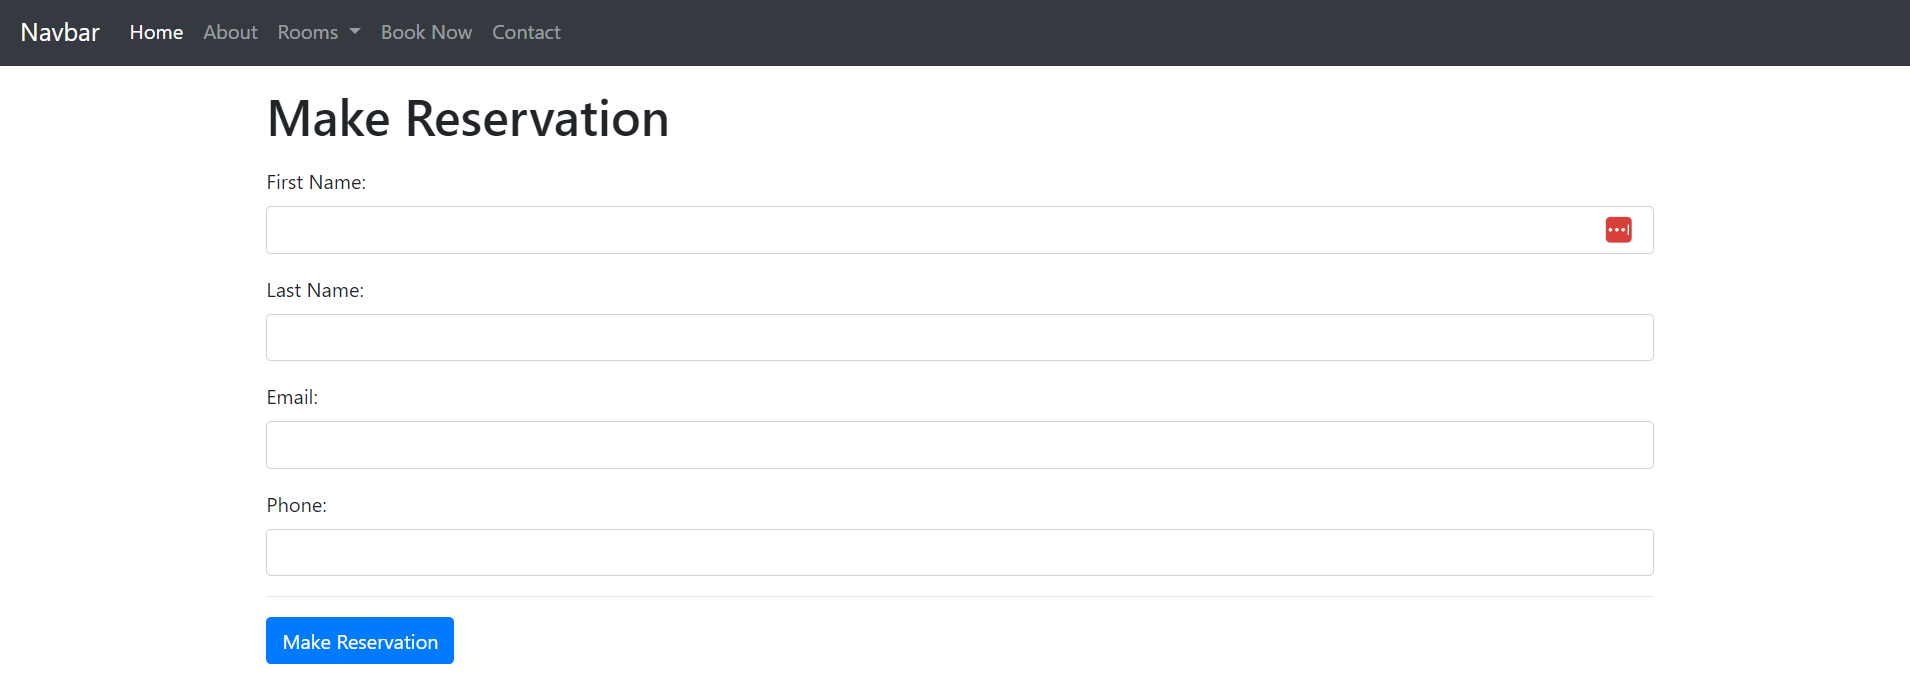 Navbar Home About Rooms Book Now Contact
Make Reservation
First Name:
Last Name:
Email:
Phone:
Make Reservation